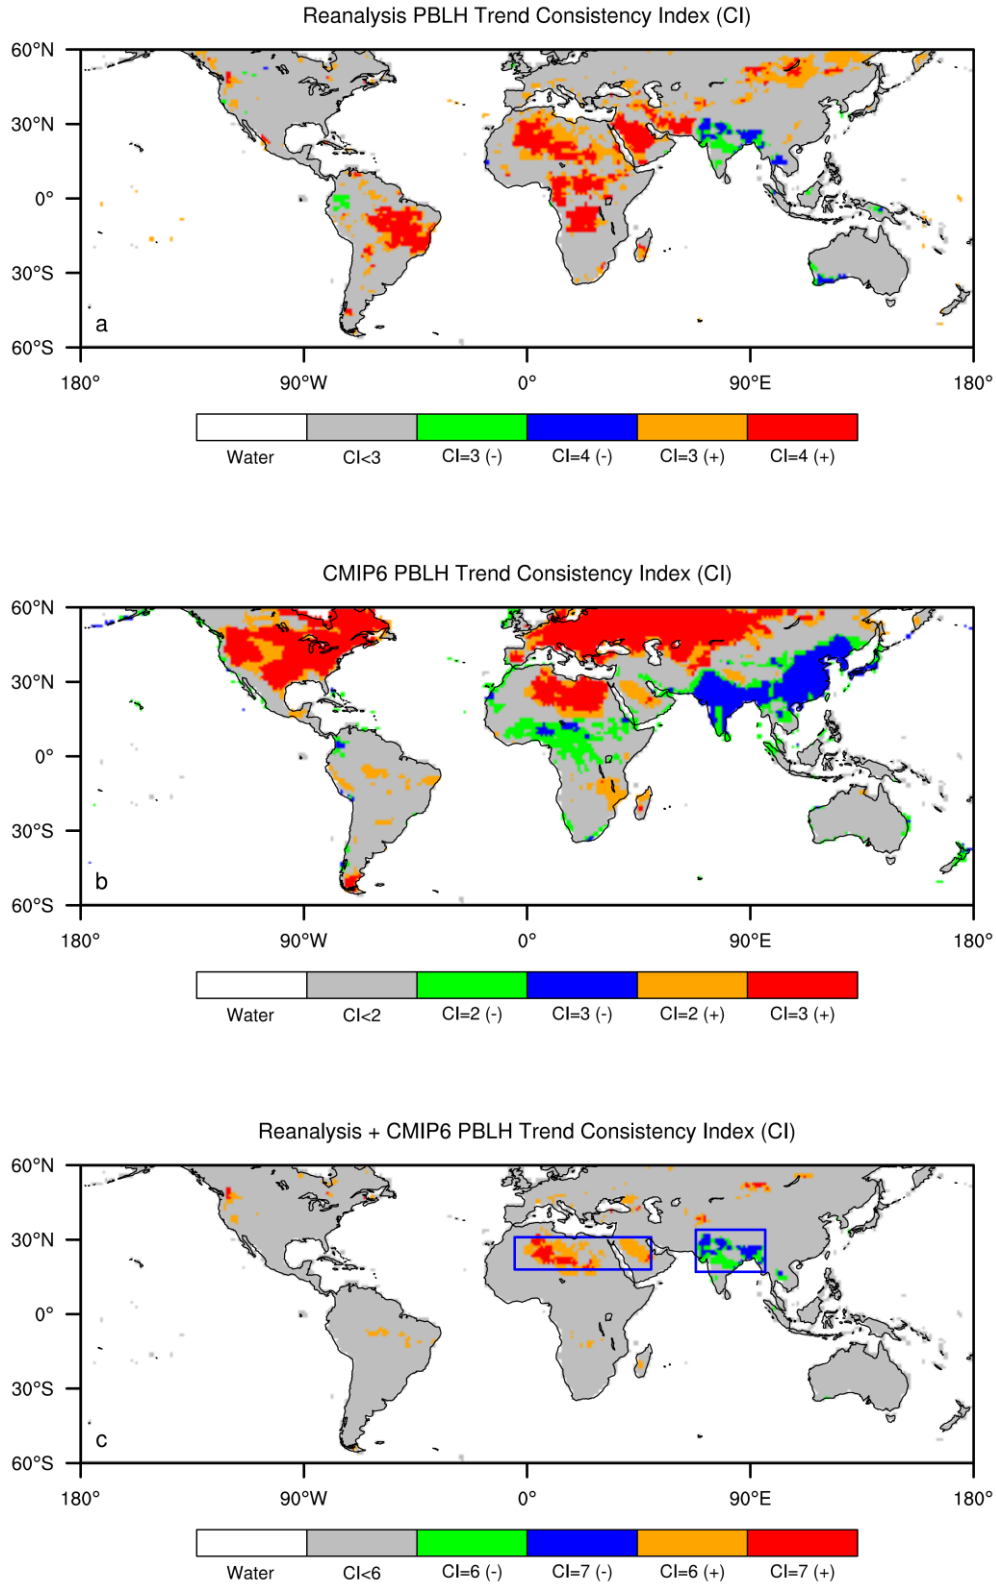 Reanalysis PBLH Trend Consistency Index (CI)
60°N
30°N
0°
30°S
60°S
a
180° 90°W 0° 90°E 180°
Water CI<3 CI=3 (-) CI=4 (-) CI=3 (+) CI=4 (+)
CMIP6 PBLH Trend Consistency Index (CI)
60°N
30°N
0°
30°S
60°S
b
180° 90°W 0° 90°E 180°
Water CI<2 CI=2 (-) CI=3 (-) CI=2 (+) CI=3 (+)
Reanalysis + CMIP6 PBLH Trend Consistency Index (CI)
60°N
30°N
0°
30°S
60°S
c
180° 90°W 0° 90°E 180°
Water CI<6 CI=6 (-) CI=7 (-) CI=6 (+) CI=7 (+)